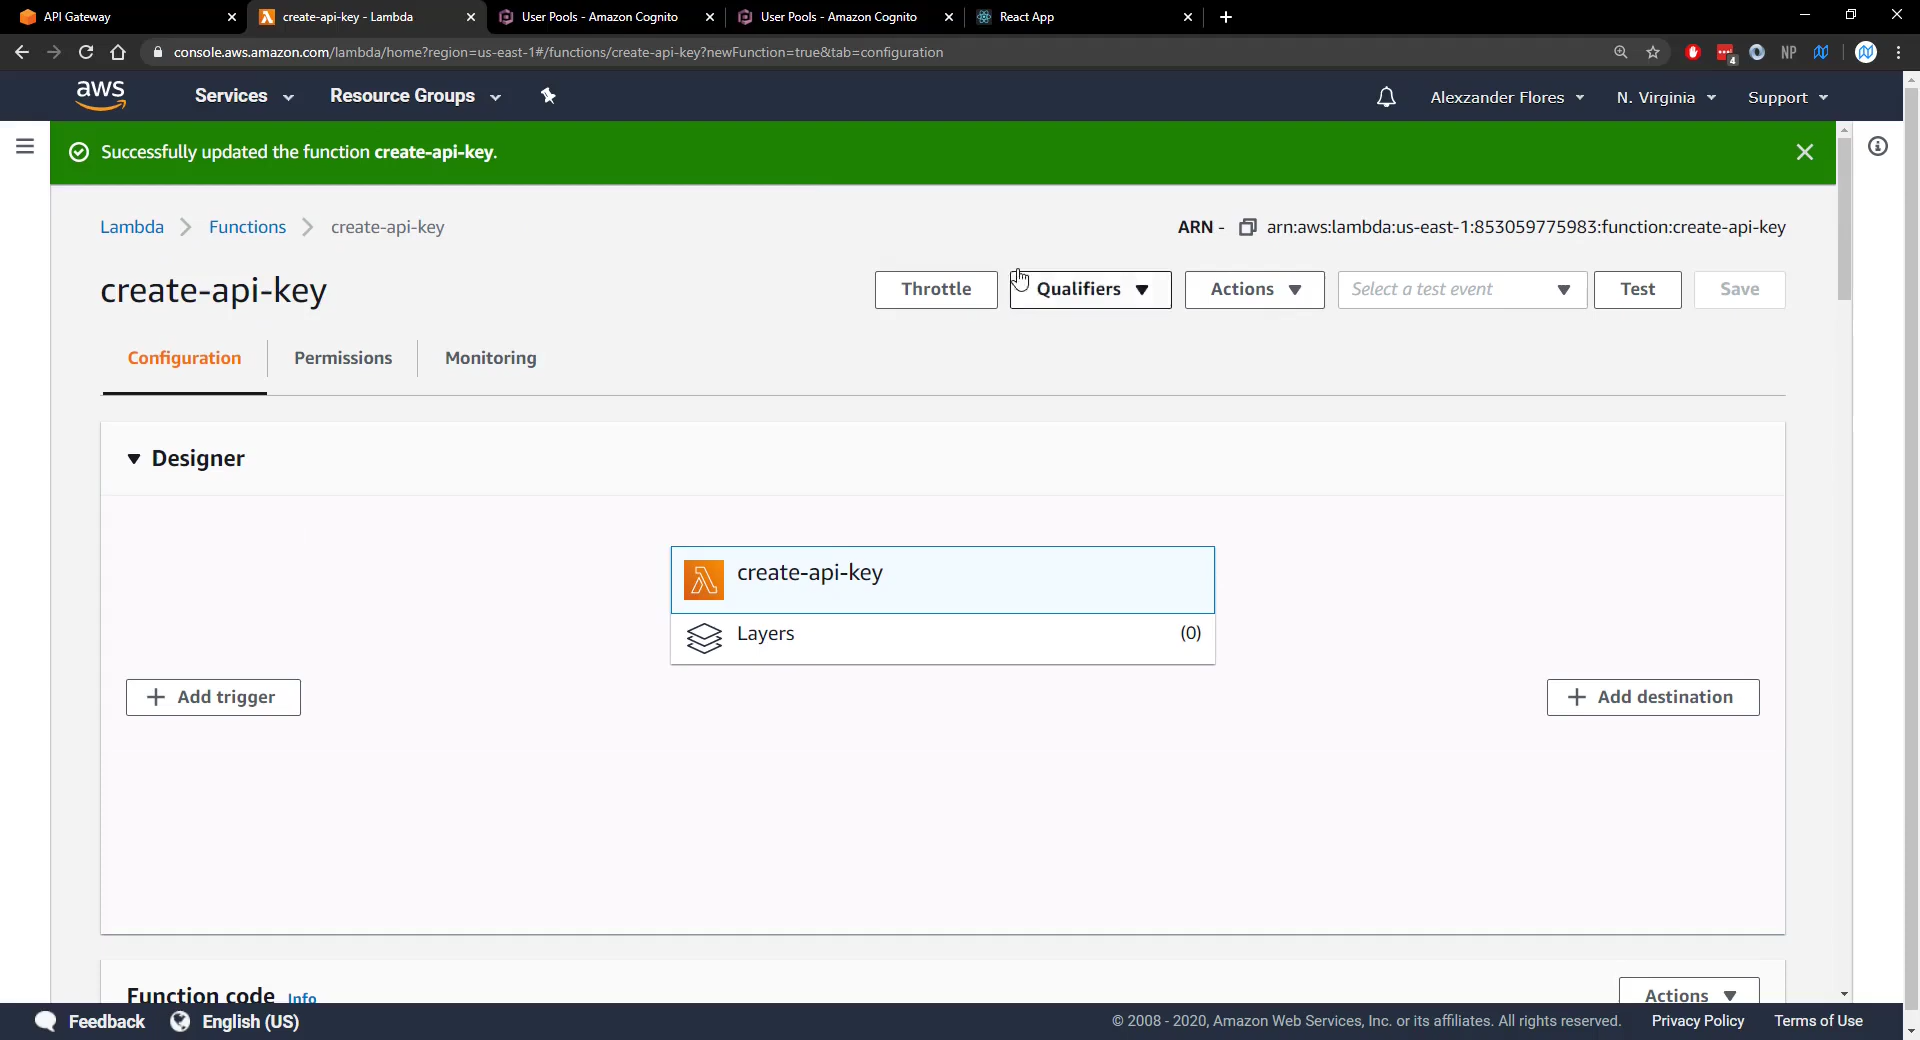 API Gateway
create-api-key - Lambda
User Pools - Amazon Cognito
User Pools - Amazon Cognito
React App
console.aws.amazon.com/lambda/home?region=us-east-1#/functions/create-api-key?newFunction=true&tab=configuration
4
NP
aws
Services
Resource Groups
Alexzander Flores
N. Virginia
Support
Successfully updated the function create-api-key.
Lambda
Functions
create-api-key
ARN - arn:aws:lambda:us-east-1:853059775983:function:create-api-key
create-api-key
Throttle
Qualifiers
Actions
Select a test event
Test
Save
Configuration
Permissions
Monitoring
Designer
create-api-key
Layers
(0)
+ Add trigger
+ Add destination
Function code
Info
Actions
Feedback
English (US)
© 2008 - 2020, Amazon Web Services, Inc. or its affiliates. All rights reserved.
Privacy Policy
Terms of Use